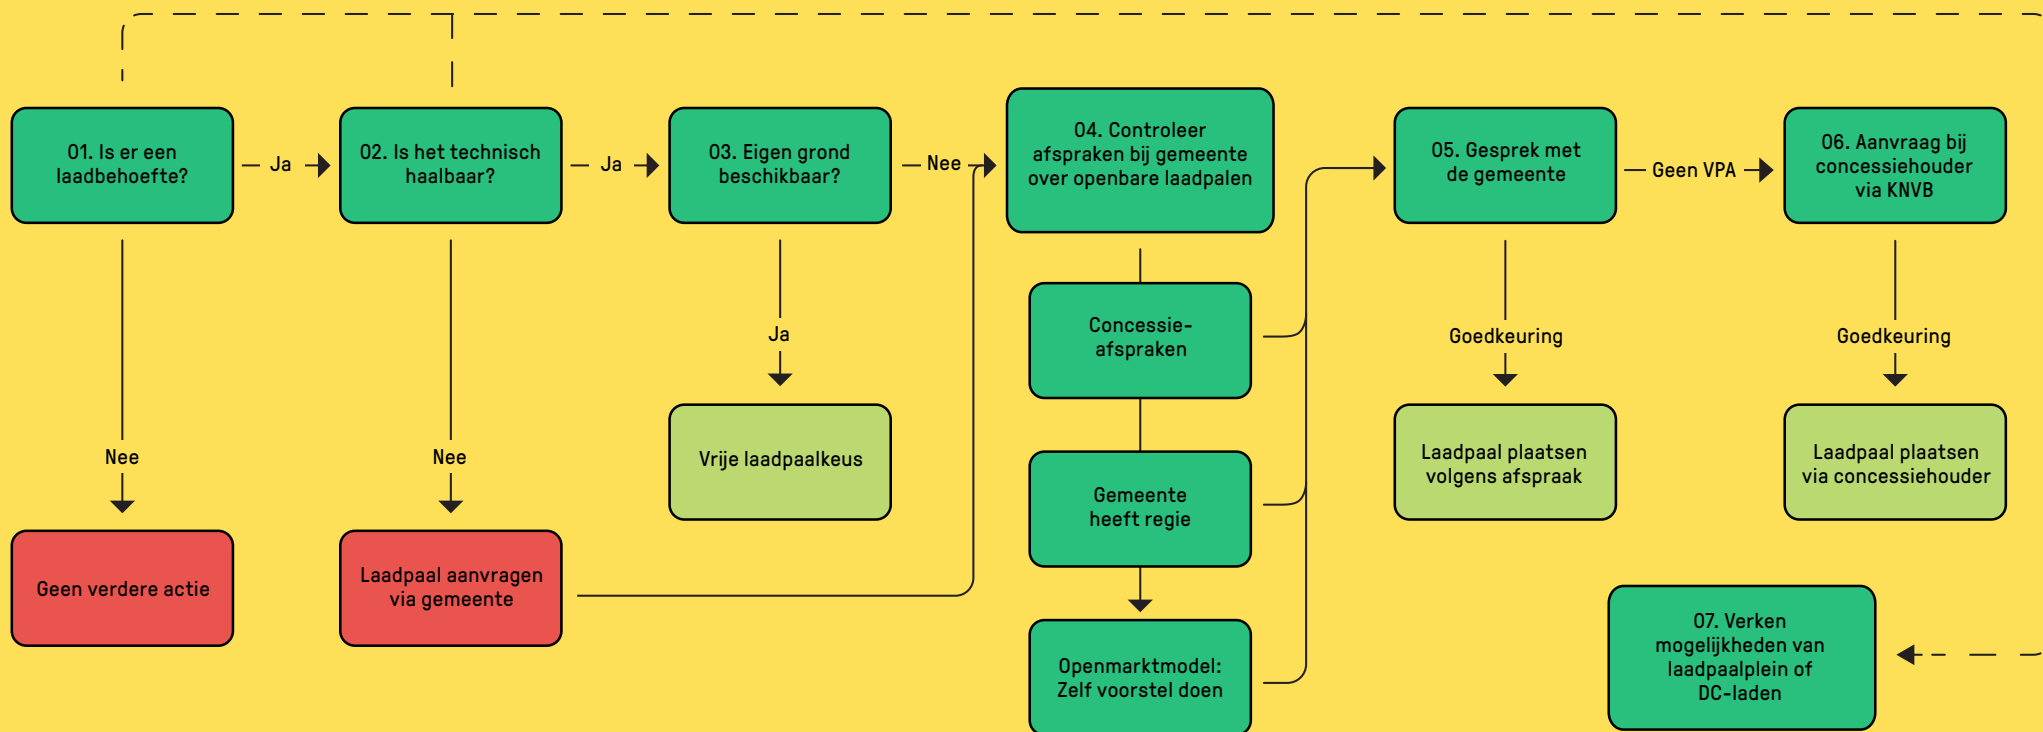 01. Is er een
laadbehoefte?
Ja
02. Is het technisch
haalbaar?
Ja
03. Eigen grond
beschikbaar?
Nee
04. Controleer
afspraken bij gemeente
over openbare laadpalen
05. Gesprek met
de gemeente
Geen VPA
06. Aanvraag bij
concessiehouder
via KNVB
Nee
Geen verdere actie
Nee
Laadpaal aanvragen
via gemeente
Ja
Vrije laadpaalkeus
Concessie-
afspraken
Gemeente
heeft regie
Openmarktmodel:
Zelf voorstel doen
Goedkeuring
Laadpaal plaatsen
volgens afspraak
Goedkeuring
Laadpaal plaatsen
via concessiehouder
07. Verken
mogelijkheden van
laadpaalplein of
DC-laden